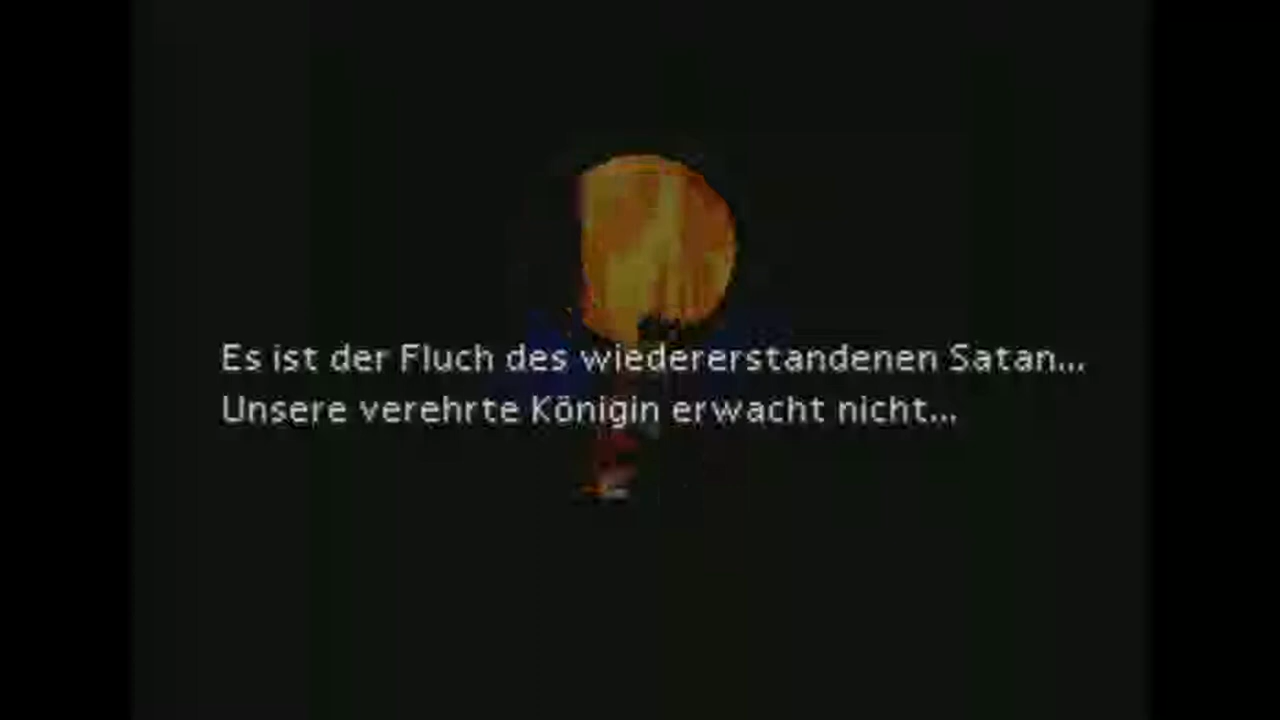 Es ist der Fluch des wiedererstandenen Satan...
Unsere verehrte Königin erwacht nicht...